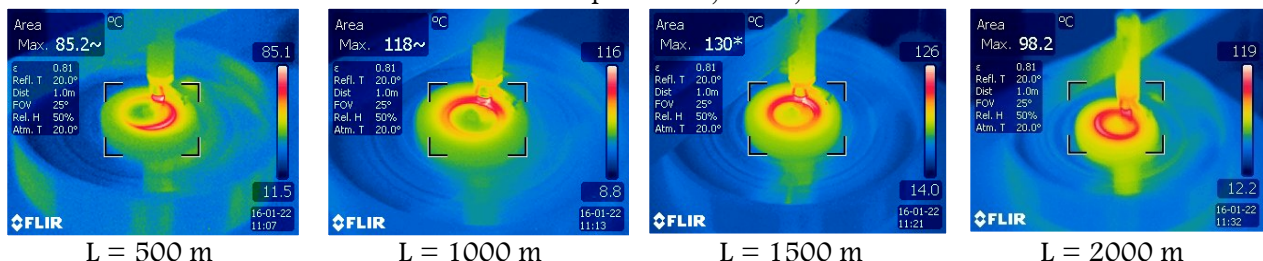 Area °C
Max. 85.2~
85.1
ε 0.81
Refl. T 20.0°
Dist 1.0m
FOV 25°
Rel. H 50%
Atm. T 20.0°
11.5
16-01-22
11:07
FLIR
L = 500 m
Area °C
Max. 118~
116
ε 0.81
Refl. T 20.0°
Dist 1.0m
FOV 25°
Rel. H 50%
Atm. T 20.0°
8.8
16-01-22
11:13
FLIR
L = 1000 m
Area °C
Max. 130*
126
ε 0.81
Refl. T 20.0°
Dist 1.0m
FOV 25°
Rel. H 50%
Atm. T 20.0°
14.0
16-01-22
11:21
FLIR
L = 1500 m
Area °C
Max. 98.2
119
ε 0.81
Refl. T 20.0°
Dist 1.0m
FOV 25°
Rel. H 50%
Atm. T 20.0°
12.2
16-01-22
11:32
FLIR
L = 2000 m